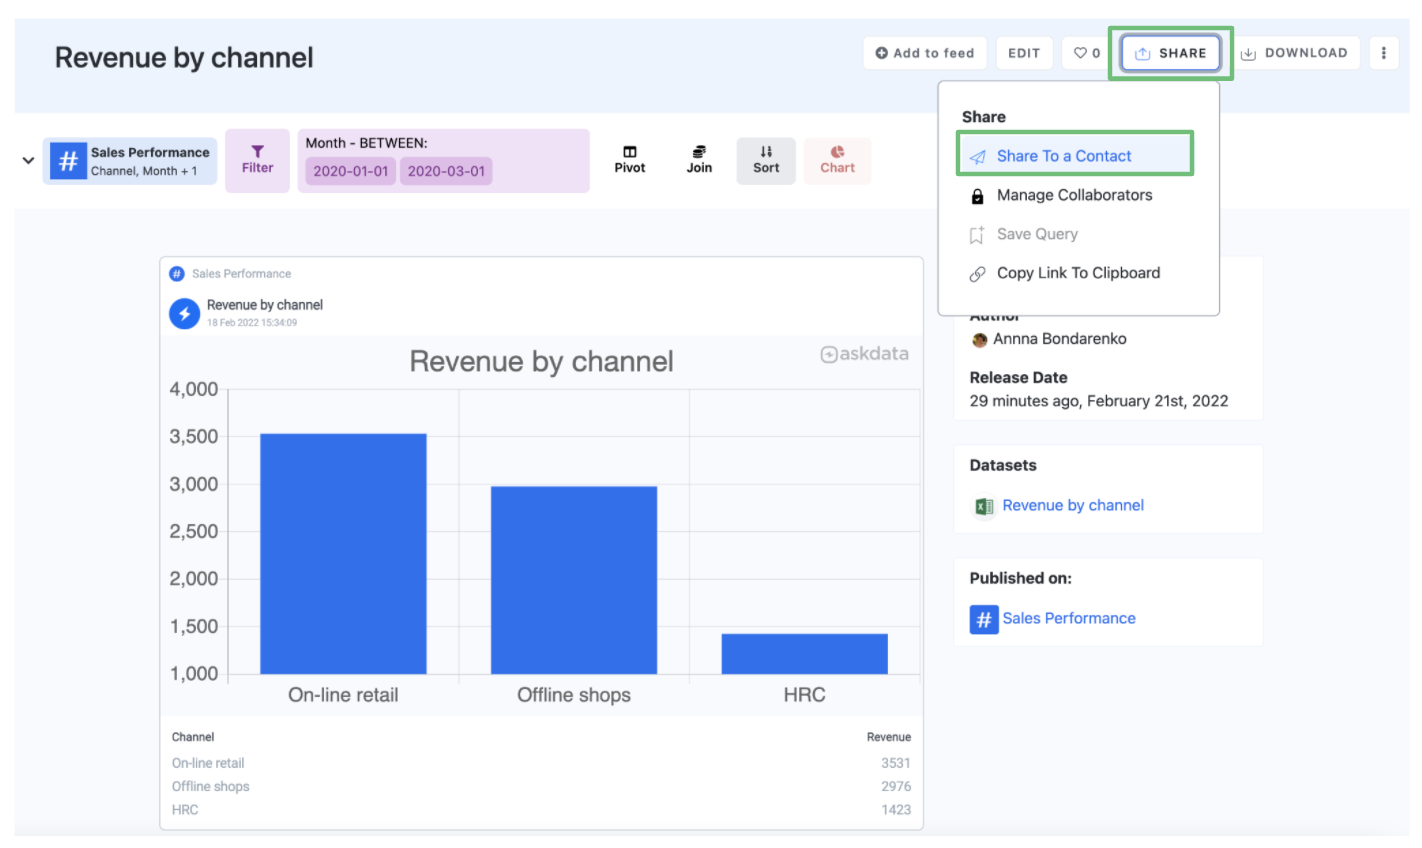 Revenue by channel
Add to feed
EDIT
0
SHARE
DOWNLOAD
Share
Share To a Contact
Manage Collaborators
Save Query
Copy Link To Clipboard
# Sales Performance
Channel, Month + 1
Filter
Month - BETWEEN:
2020-01-01 2020-03-01
Pivot
Join
Sort
Chart
# Sales Performance
Revenue by channel
18 Feb 2022 15:34:09
Revenue by channel
askdata
4,000
3,500
3,000
2,500
2,000
1,500
1,000
On-line retail Offline shops HRC
Channel Revenue
On-line retail 3531
Offline shops 2976
HRC 1423
Author
Annna Bondarenko
Release Date
29 minutes ago, February 21st, 2022
Datasets
Revenue by channel
Published on:
# Sales Performance